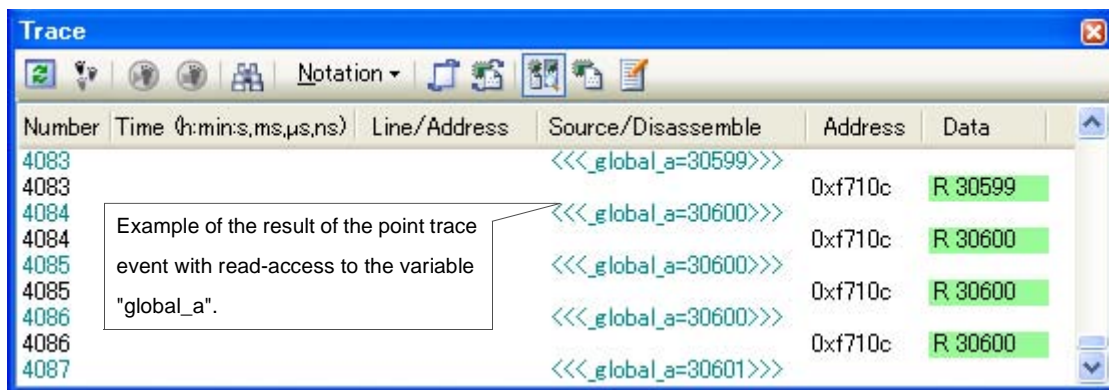 Trace
Notation
Number Time (h:min:s,ms,μs,ns) Line/Address Source/Disassemble Address Data
4083 <<<_global_a=30599>>>
4083 0xf710c R 30599
4084 <<<_global_a=30600>>>
4084 0xf710c R 30600
4085 <<<_global_a=30600>>>
4085 0xf710c R 30600
4086 <<<_global_a=30600>>>
4086 0xf710c R 30600
4087 <<<_global_a=30601>>>
Example of the result of the point trace
event with read-access to the variable
"global_a".